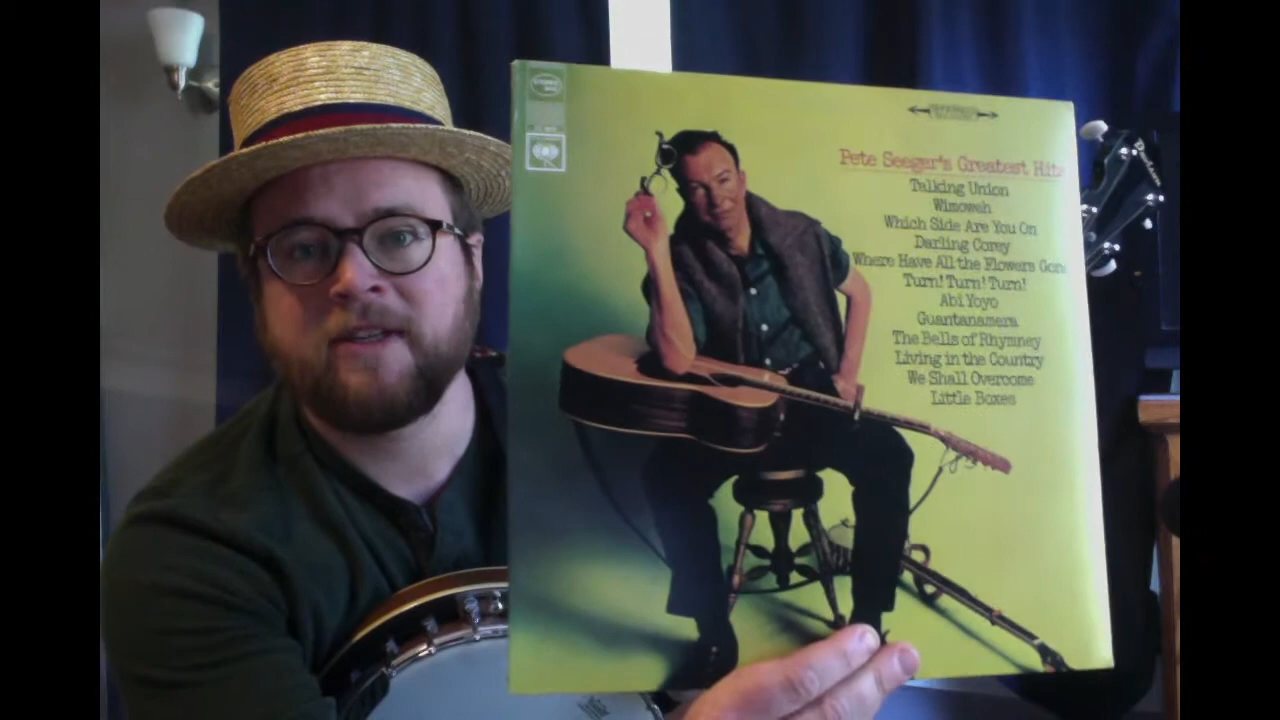 Pete Seeger's Greatest Hits
Talking Union
Wimoweh
Which Side Are You On
Darling Corey
Where Have All the Flowers Gone
Turn! Turn! Turn!
Abi Yoyo
Guantanamera
The Bells of Rhymney
Living in the Country
We Shall Overcome
Little Boxes